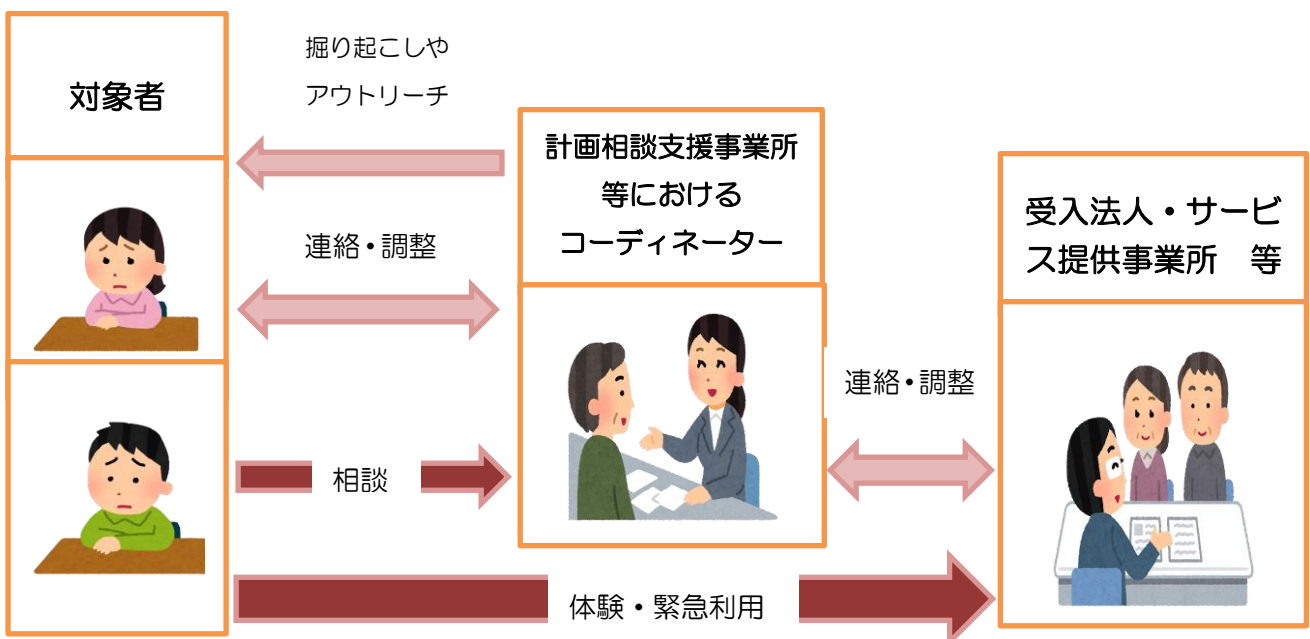 対象者
掘り起こしや
アウトリーチ
連絡・調整
相談
計画相談支援事業所
等における
コーディネーター
連絡・調整
受入法人・サービ
ス提供事業所　等
体験・緊急利用